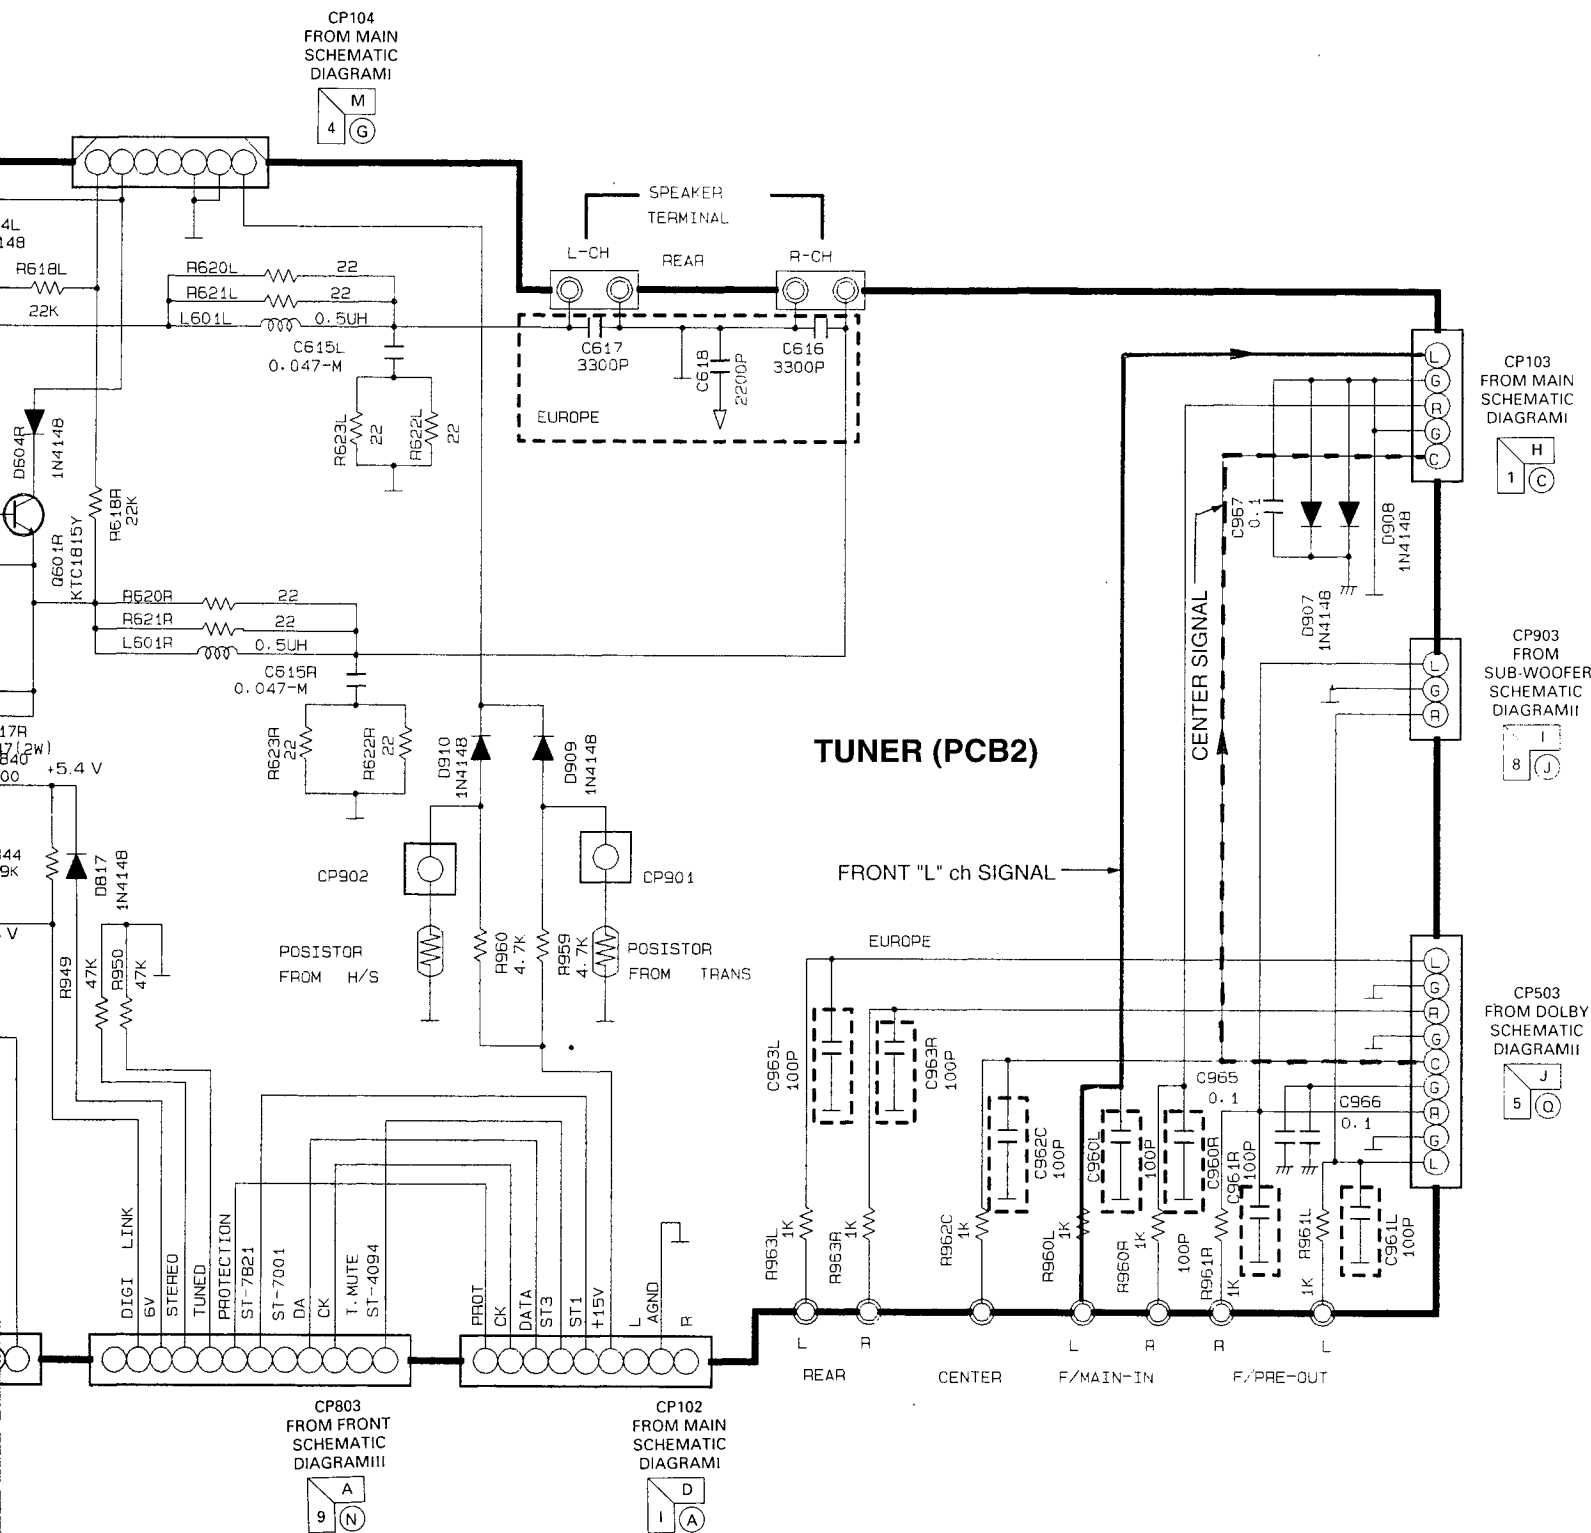 CP104
FROM MAIN
SCHEMATIC
DIAGRAMI
M
4 G
SPEAKER
TERMINAL
L-CH
REAR
R-CH
4L
148
R618L
22K
R620L 22
R621L 22
L601L 0.5UH
C615L
0.047-M
R623L
22
R622L
22
C617
3300P
C618
2200P
C616
3300P
EUROPE
L
G
R
G
C
CP103
FROM MAIN
SCHEMATIC
DIAGRAMI
H
1 C
D604R
1N4148
R618R
22K
Q601R
KTC1815Y
C967
0.1
D908
1N4148
D907
1N4148
CENTER SIGNAL
R620R 22
R621R 22
L601R 0.5UH
C615R
0.047-M
R623R
22
R622R
22
L
G
R
CP903
FROM
SUB-WOOFER
SCHEMATIC
DIAGRAMII
I
8 J
17R
47(2W)
840
00
+5.4 V
D910
1N4148
D909
1N4148
TUNER (PCB2)
344
9K
D817
1N4148
V
CP902
CP901
FRONT "L" ch SIGNAL
R949
47K
R950
47K
POSISTOR
FROM H/S
R960
4.7K
R959
4.7K
POSISTOR
FROM TRANS
EUROPE
L
G
R
G
C
G
R
G
L
CP503
FROM DOLBY
SCHEMATIC
DIAGRAMII
J
5 Q
C963L
100P
C963R
100P
C962C
100P
C960L
100P
C960R
100P
C965
0.1
C966
0.1
C961R
100P
C961L
100P
R963L
1K
R963R
1K
R962C
1K
R960L
1K
R960R
1K
R961R
1K
R961L
1K
DIGI LINK
6V
STEREO
TUNED
PROTECTION
ST-7821
ST-7001
DA
CK
T.MUTE
ST-4094
PROT
CK
DATA
ST3
ST1
+15V
L
AGND
R
L R
REAR
CENTER
L R
F/MAIN-IN
R L
F/PRE-OUT
CP803
FROM FRONT
SCHEMATIC
DIAGRAMIII
A
9 N
CP102
FROM MAIN
SCHEMATIC
DIAGRAMI
D
I A